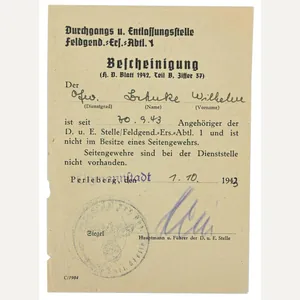 Durchgangs u. Entlassungsstelle
Feldgend.-Ers.-Abtl. 1
Bescheinigung
(H. D. Blatt 1942, Teil B, Ziffer 37)
Der
Ofw. Schulke Wilhelm
(Dienstgrad) (Name) (Vorname)
ist seit 30.9.43 Angehöriger der
D. u. E. Stelle/Feldgend.-Ers.-Abtl. 1 und ist
nicht im Besitze eines Seitengewehrs.
Seitengewehre sind bei der Dienststelle
nicht vorhanden.
Perleberg, den 1.10. 1943
Siegel
Hauptmann u. Führer der D. u. E. Stelle
C/1904